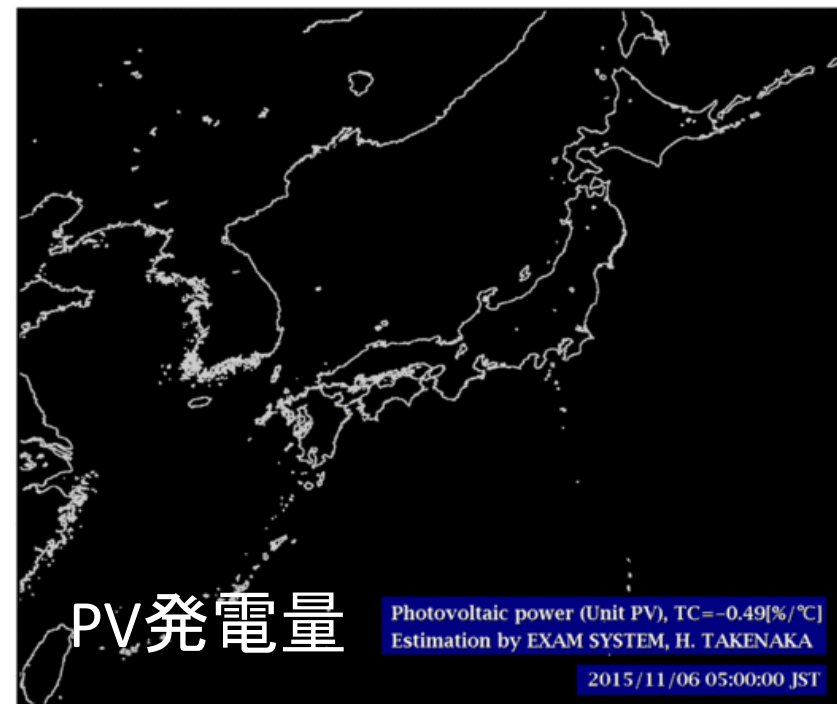 PV発電量
Photovoltaic power (Unit PV), TC=−0.49[%/℃]
Estimation by EXAM SYSTEM, H. TAKENAKA
2015/11/06 05:00:00 JST